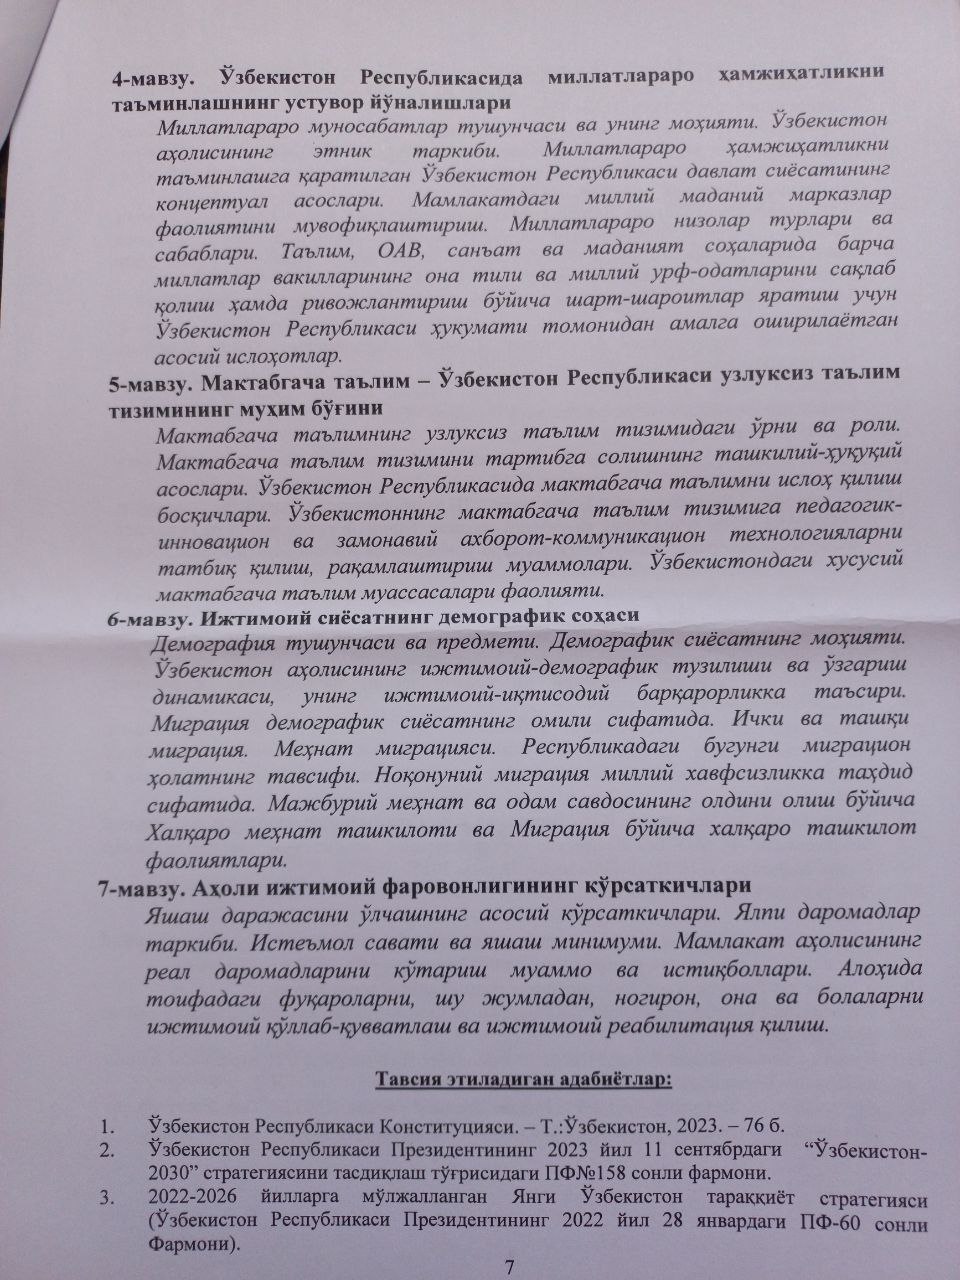 4-мавзу. Ўзбекистон Республикасида миллатлараро ҳамжиҳатликни
таъминлашнинг устувор йўналишлари
Миллатлараро муносабатлар тушунчаси ва унинг моҳияти. Ўзбекистон
аҳолисининг этник таркиби. Миллатлараро ҳамжиҳатликни
таъминлашга қаратилган Ўзбекистон Республикаси давлат сиёсатининг
концептуал асослари. Мамлакатдаги миллий маданий марказлар
фаолиятини мувофиқлаштириш. Миллатлараро низолар турлари ва
сабаблари. Таълим, ОАВ, санъат ва маданият соҳаларида барча
миллатлар вакилларининг она тили ва миллий урф-одатларини сақлаб
қолиш ҳамда ривожлантириш бўйича шарт-шароитлар яратиш учун
Ўзбекистон Республикаси ҳукумати томонидан амалга оширилаётган
асосий ислоҳотлар.
5-мавзу. Мактабгача таълим – Ўзбекистон Республикаси узлуксиз таълим
тизимининг муҳим бўғини
Мактабгача таълимнинг узлуксиз таълим тизимидаги ўрни ва роли.
Мактабгача таълим тизимини тартибга солишнинг ташкилий-ҳуқуқий
асослари. Ўзбекистон Республикасида мактабгача таълимни ислоҳ қилиш
босқичлари. Ўзбекистоннинг мактабгача таълим тизимига педагогик-
инновацион ва замонавий ахборот-коммуникацион технологияларни
татбиқ қилиш, рақамлаштириш муаммолари. Ўзбекистондаги хусусий
мактабгача таълим муассасалари фаолияти.
6-мавзу. Ижтимоий сиёсатнинг демографик соҳаси
Демография тушунчаси ва предмети. Демографик сиёсатнинг моҳияти.
Ўзбекистон аҳолисининг ижтимоий-демографик тузилиши ва ўзгариш
динамикаси, унинг ижтимоий-иқтисодий барқарорликка таъсири.
Миграция демографик сиёсатнинг омили сифатида. Ички ва ташқи
миграция. Меҳнат миграцияси. Республикадаги бугунги миграцион
ҳолатнинг тавсифи. Ноқонуний миграция миллий хавфсизликка таҳдид
сифатида. Мажбурий меҳнат ва одам савдосининг олдини олиш бўйича
Халқаро меҳнат ташкилоти ва Миграция бўйича халқаро ташкилот
фаолиятлари.
7-мавзу. Аҳоли ижтимоий фаровонлигининг кўрсаткичлари
Яшаш даражасини ўлчашнинг асосий кўрсаткичлари. Ялпи даромадлар
таркиби. Истеъмол савати ва яшаш минимуми. Мамлакат аҳолисининг
реал даромадларини кўтариш муаммо ва истиқболлари. Алоҳида
тоифадаги фуқароларни, шу жумладан, ногирон, она ва болаларни
ижтимоий қўллаб-қувватлаш ва ижтимоий реабилитация қилиш.
Тавсия этиладиган адабиётлар:
1. Ўзбекистон Республикаси Конституцияси. – Т.:Ўзбекистон, 2023. – 76 б.
2. Ўзбекистон Республикаси Президентининг 2023 йил 11 сентябрдаги “Ўзбекистон-
2030” стратегиясини тасдиқлаш тўғрисидаги ПФ№158 сонли фармони.
3. 2022-2026 йилларга мўлжалланган Янги Ўзбекистон тараққиёт стратегияси
(Ўзбекистон Республикаси Президентининг 2022 йил 28 январдаги ПФ-60 сонли
Фармони).
7